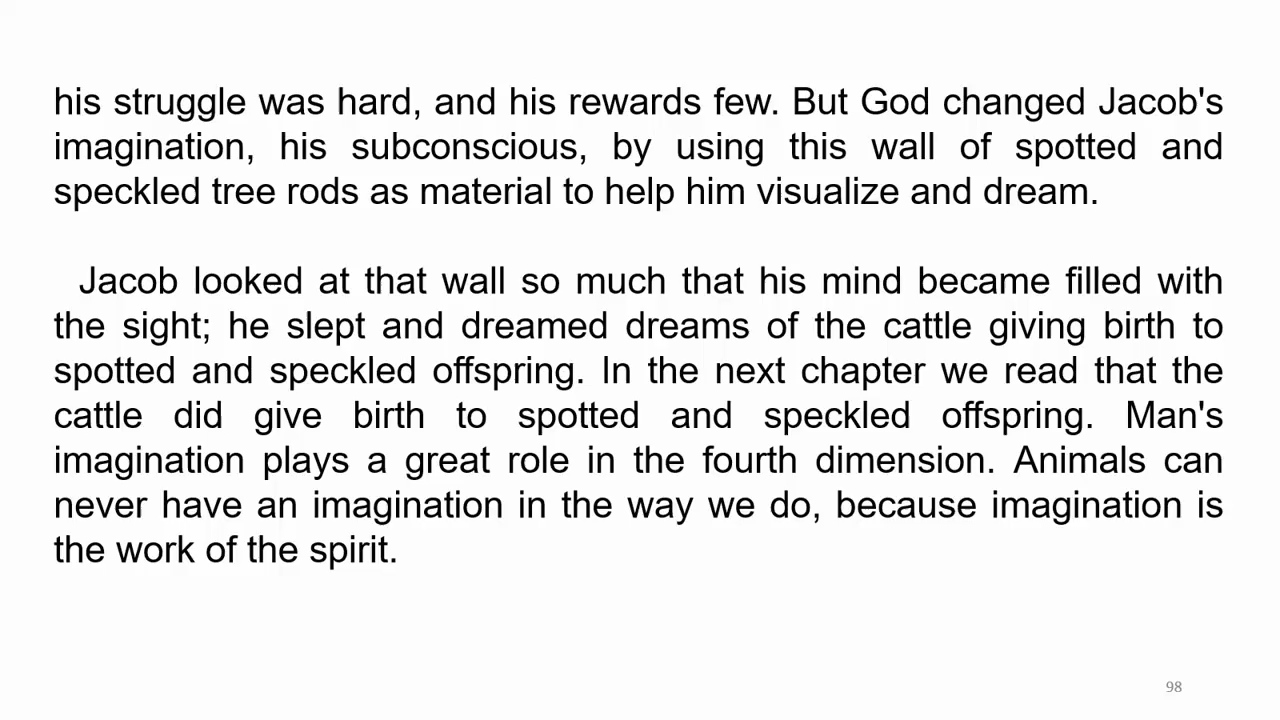 his struggle was hard, and his rewards few. But God changed Jacob's
imagination, his subconscious, by using this wall of spotted and
speckled tree rods as material to help him visualize and dream.
Jacob looked at that wall so much that his mind became filled with
the sight; he slept and dreamed dreams of the cattle giving birth to
spotted and speckled offspring. In the next chapter we read that the
cattle did give birth to spotted and speckled offspring. Man's
imagination plays a great role in the fourth dimension. Animals can
never have an imagination in the way we do, because imagination is
the work of the spirit.
98